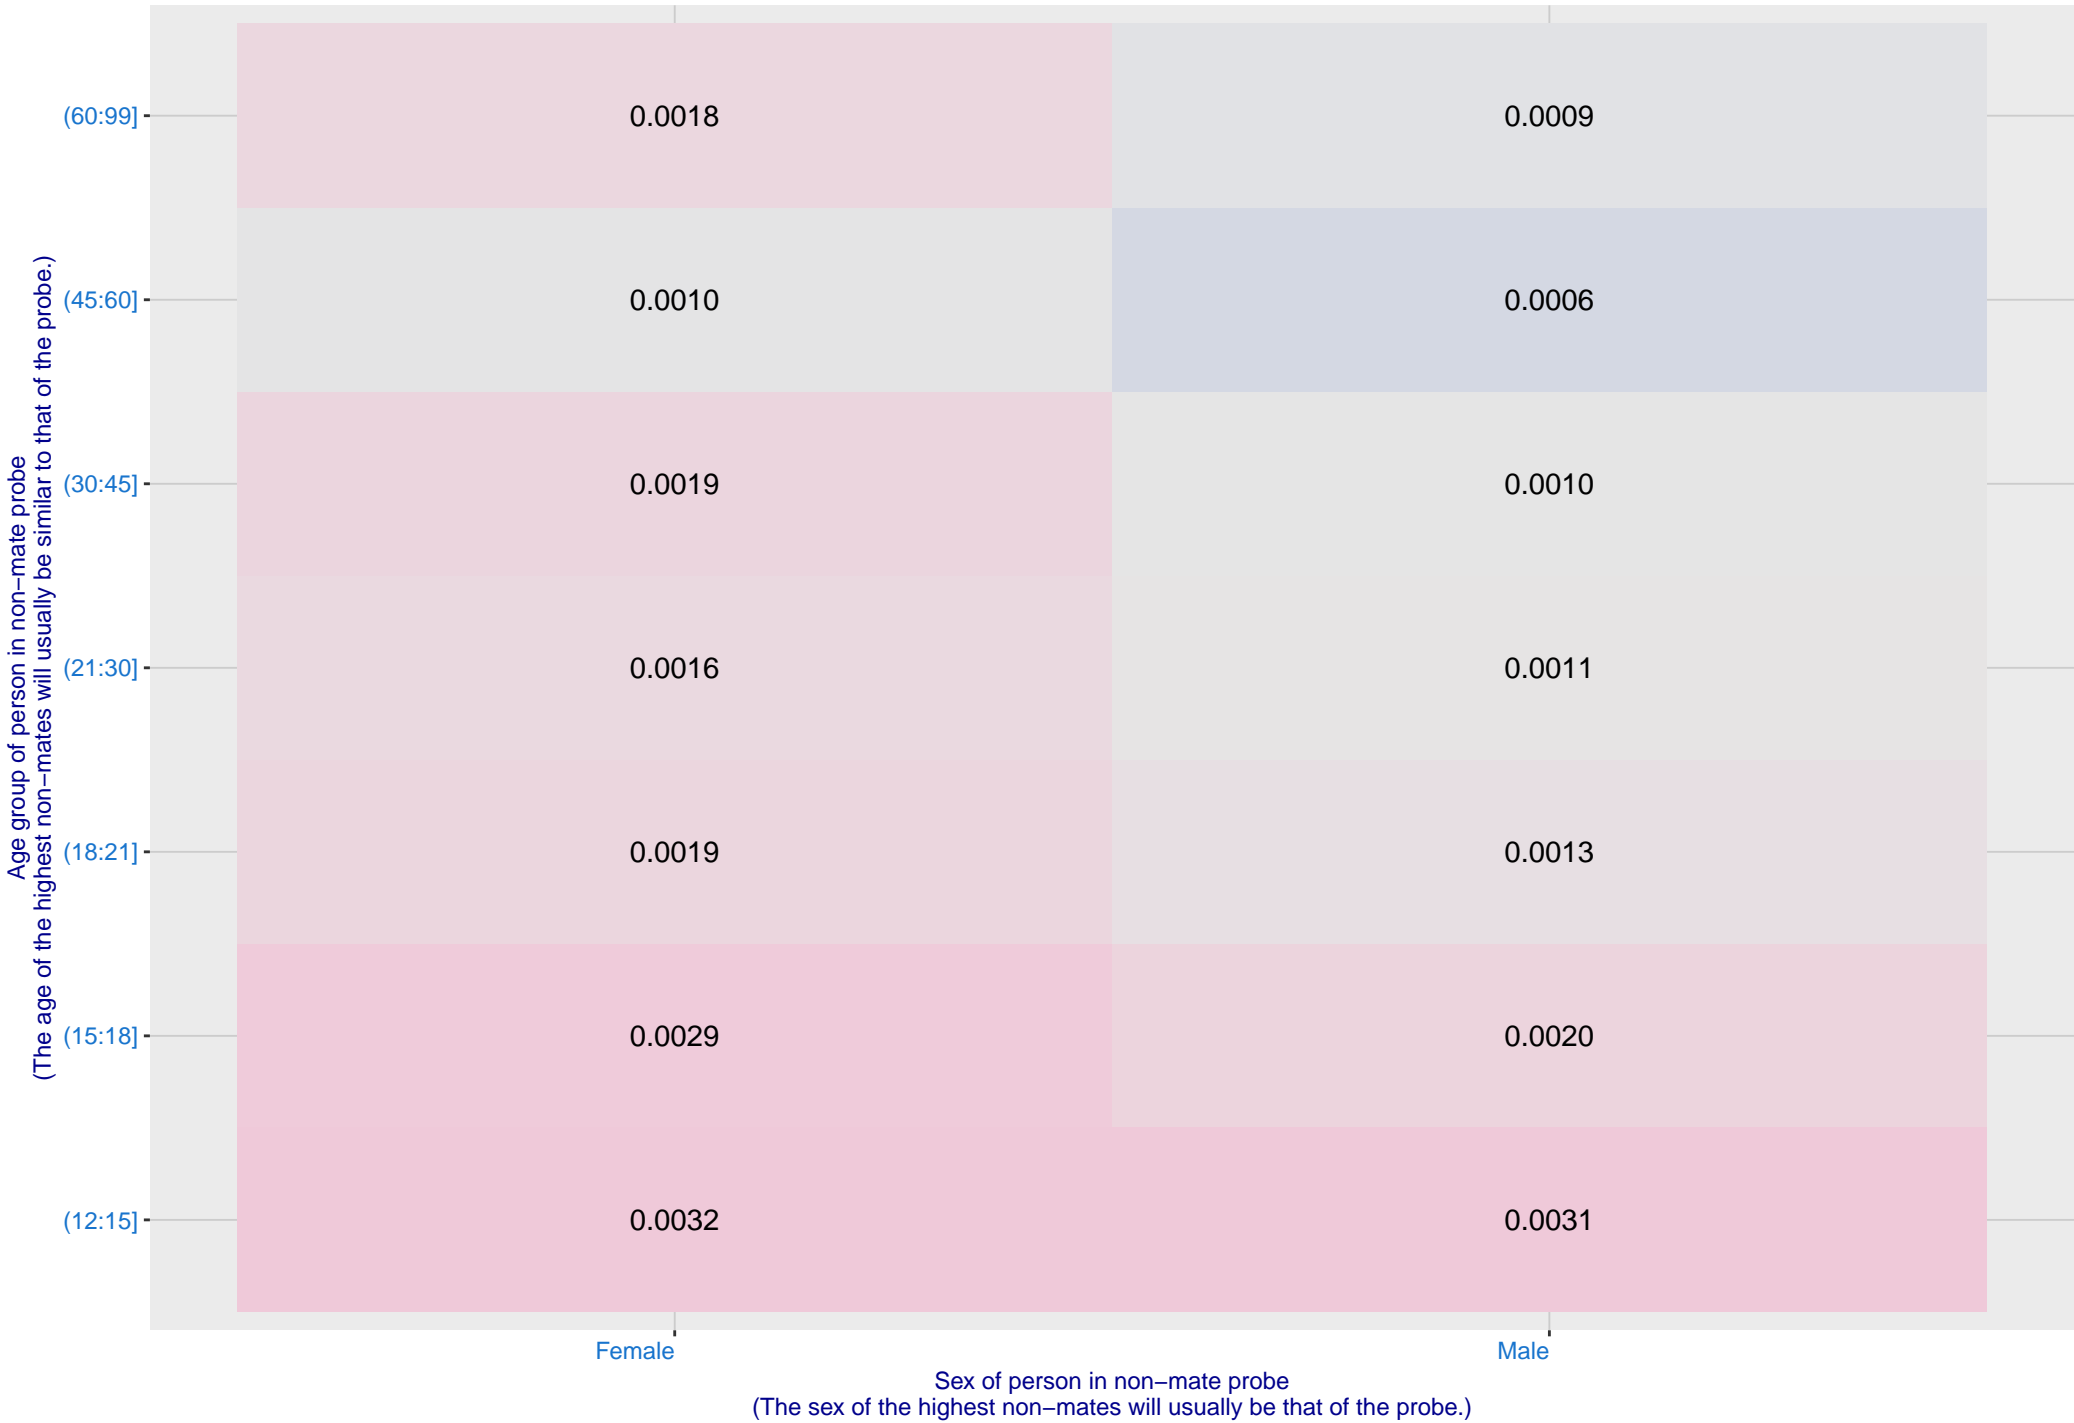 Age group of person in non−mate probe
(The age of the highest non−mates will usually be similar to that of the probe.)
(60:99] 0.0018 0.0009
(45:60] 0.0010 0.0006
(30:45] 0.0019 0.0010
(21:30] 0.0016 0.0011
(18:21] 0.0019 0.0013
(15:18] 0.0029 0.0020
(12:15] 0.0032 0.0031
Female Male
Sex of person in non−mate probe
(The sex of the highest non−mates will usually be that of the probe.)